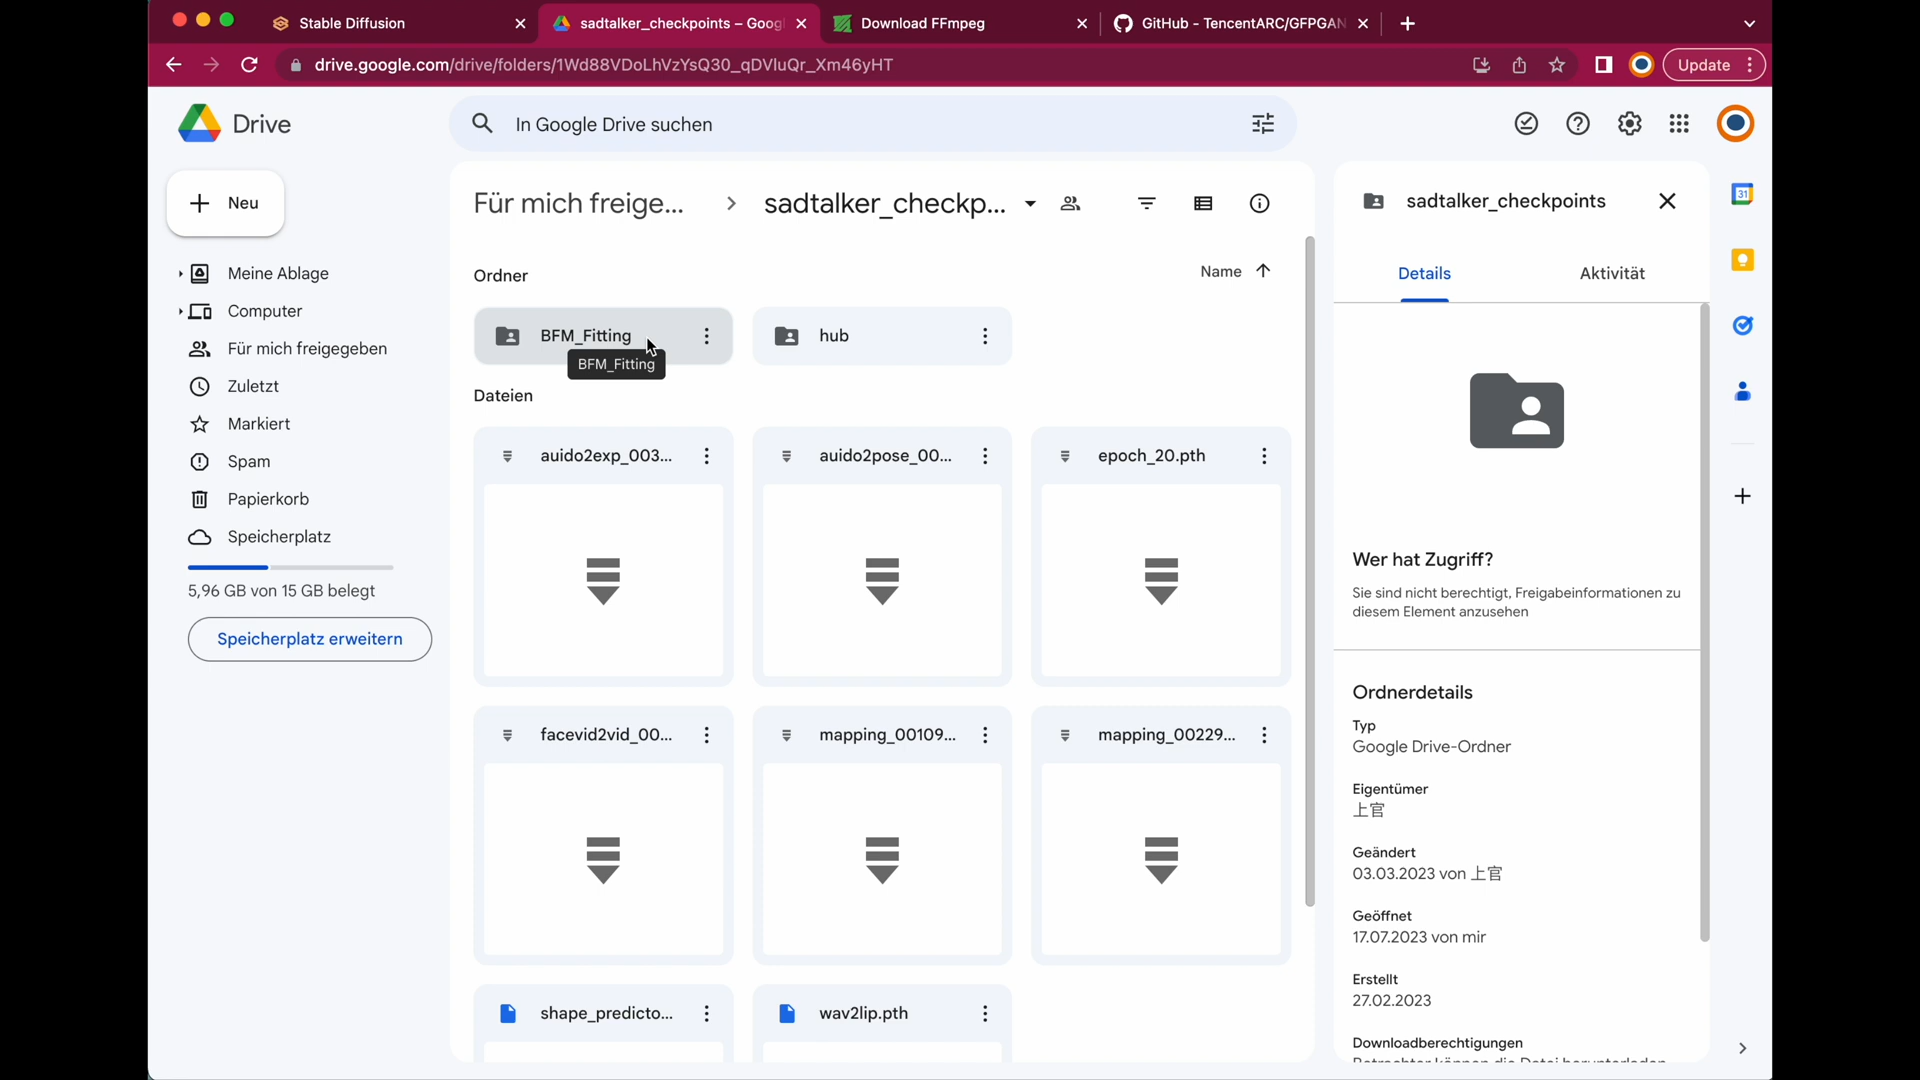 Stable Diffusion
sadtalker_checkpoints – Goog
Download FFmpeg
GitHub - TencentARC/GFPGAN
drive.google.com/drive/folders/1Wd88VDoLhVzYsQ30_qDVluQr_Xm46yHT
Update
Drive
In Google Drive suchen
Neu
Meine Ablage
Computer
Für mich freigegeben
Zuletzt
Markiert
Spam
Papierkorb
Speicherplatz
5,96 GB von 15 GB belegt
Speicherplatz erweitern
Für mich freige... sadtalker_checkp...
Ordner
Name
BFM_Fitting
hub
BFM_Fitting
Dateien
auido2exp_003...
auido2pose_00...
epoch_20.pth
facevid2vid_00...
mapping_00109...
mapping_00229...
shape_predicto...
wav2lip.pth
sadtalker_checkpoints
Details
Aktivität
Wer hat Zugriff?
Sie sind nicht berechtigt, Freigabeinformationen zu
diesem Element anzusehen
Ordnerdetails
Typ
Google Drive-Ordner
Eigentümer
上官
Geändert
03.03.2023 von 上官
Geöffnet
17.07.2023 von mir
Erstellt
27.02.2023
Downloadberechtigungen
31